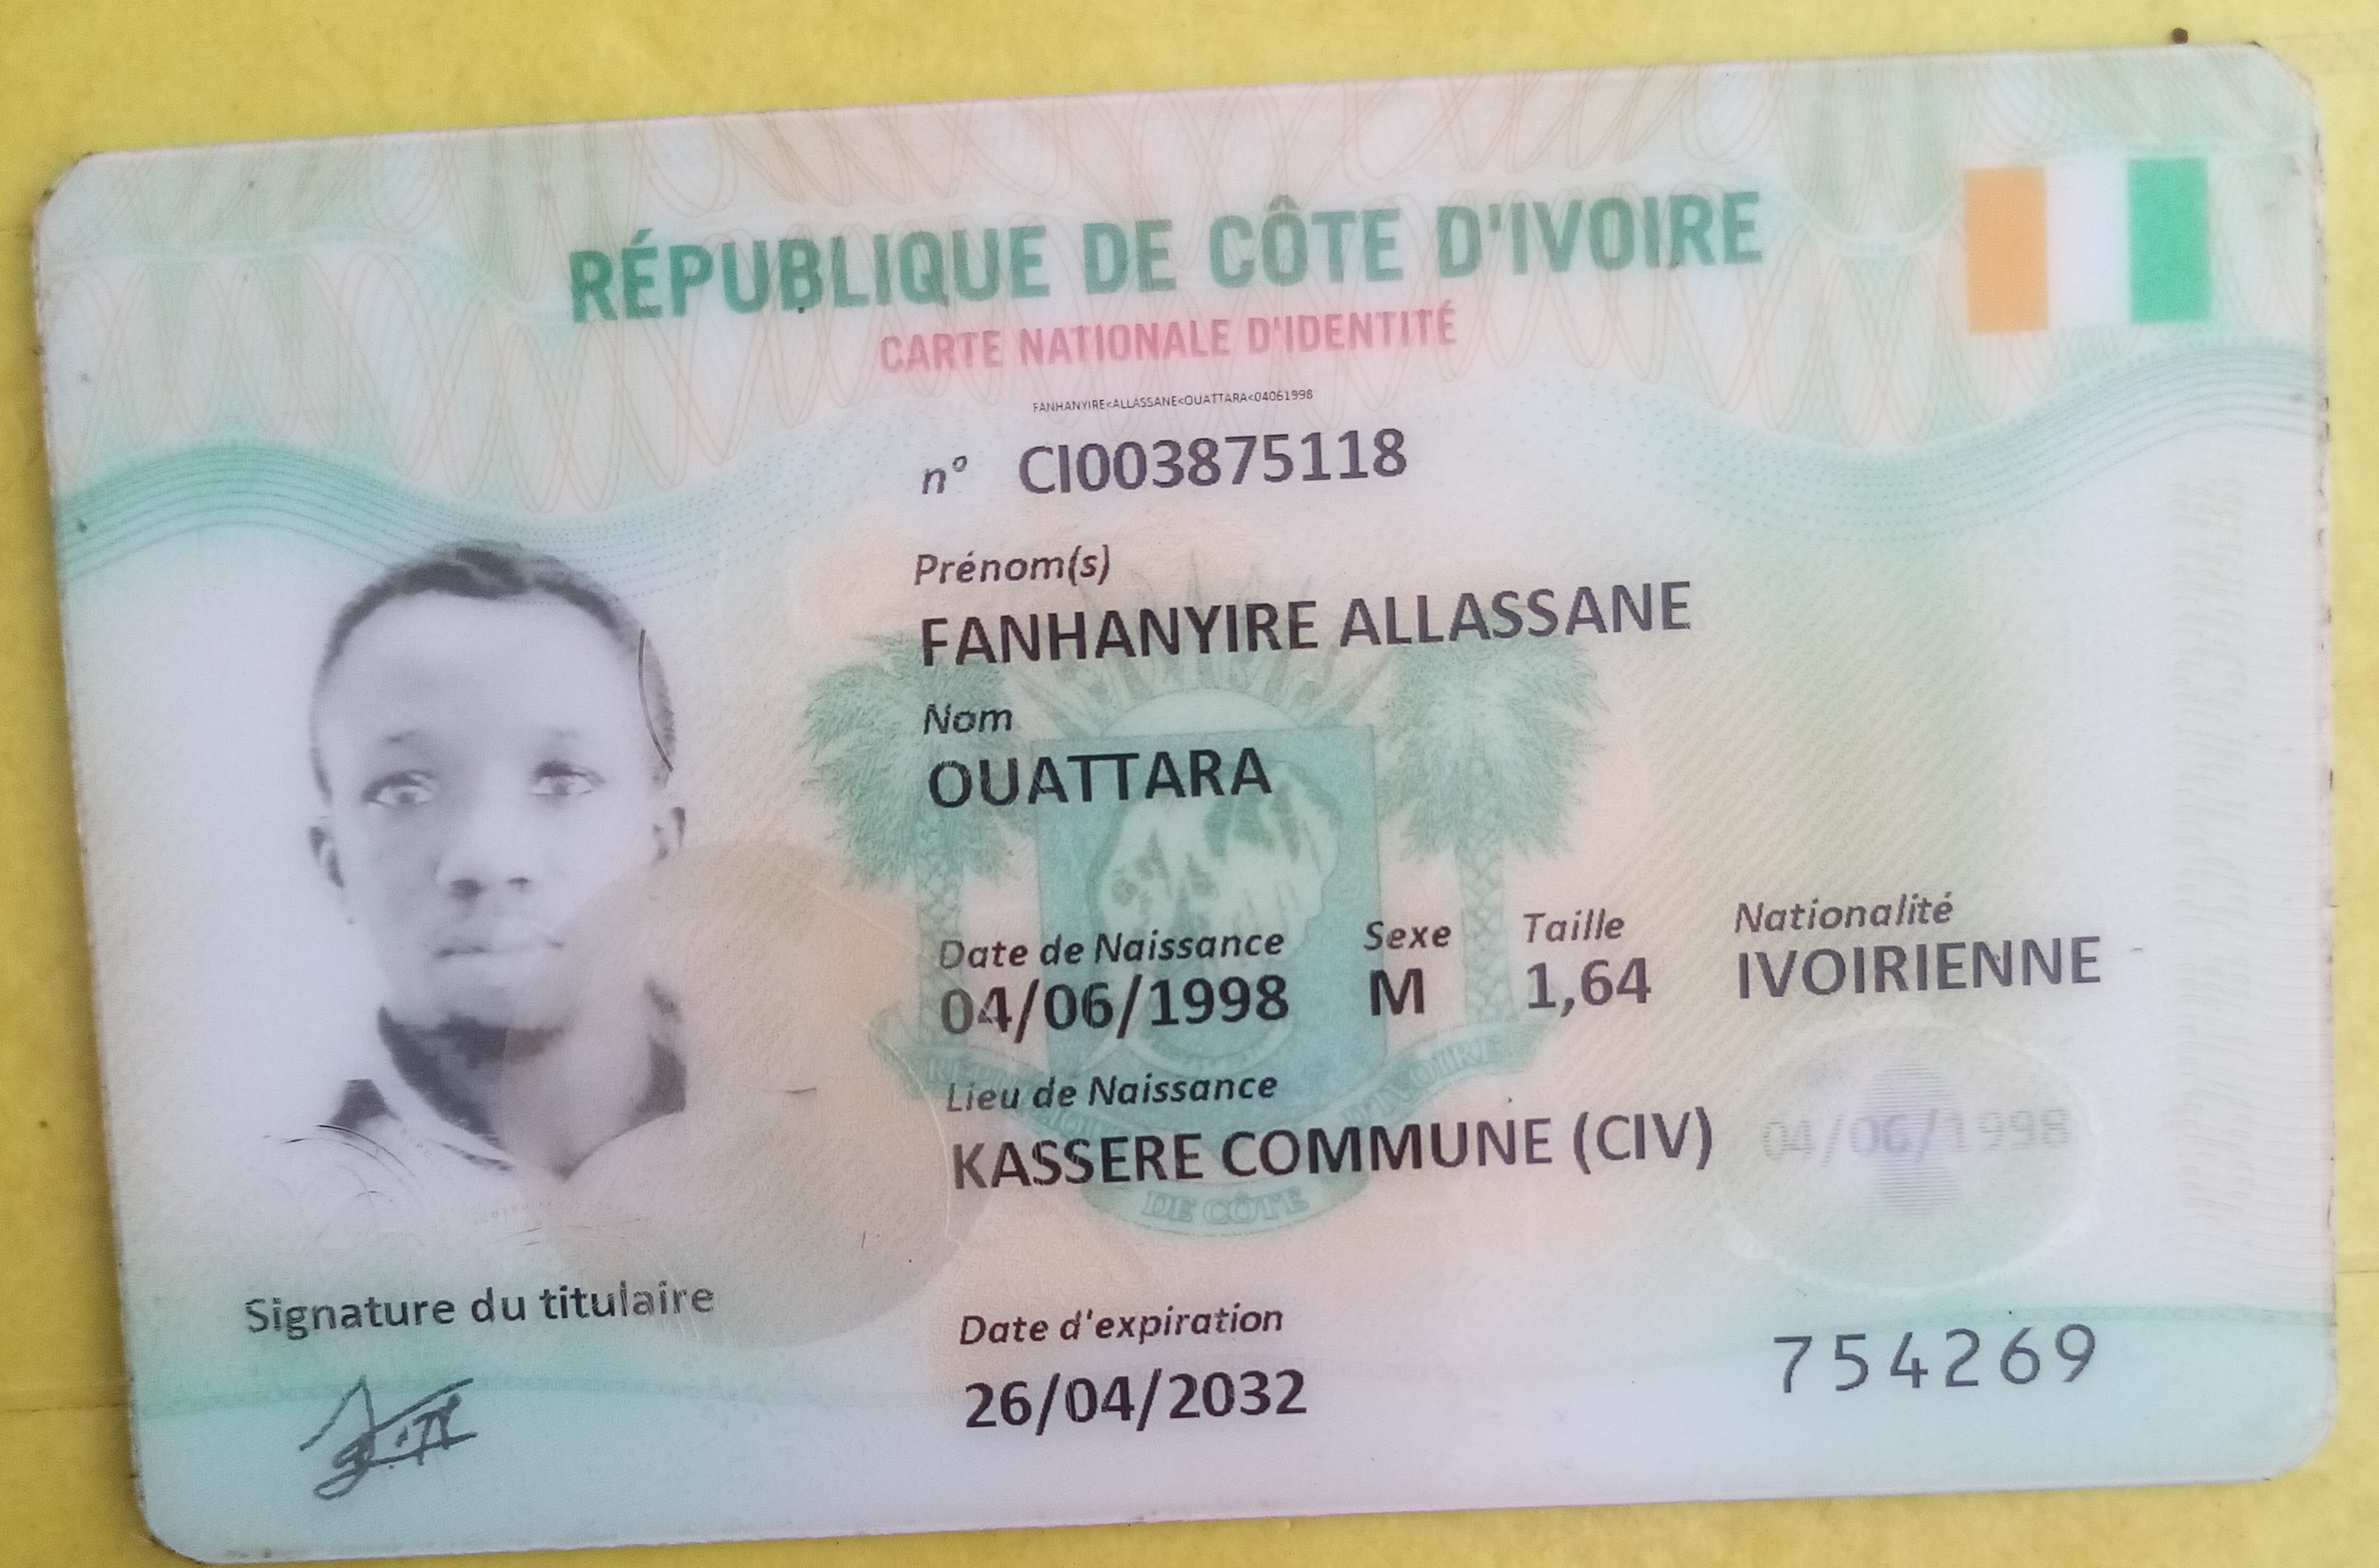 RÉPUBLIQUE DE CÔTE D'IVOIRE
CARTE NATIONALE D'IDENTITÉ
FANHANYIRE<ALLASSANE<OUATTARA<04061998
n° CI003875118
Prénom(s)
FANHANYIRE ALLASSANE
Nom
OUATTARA
Date de Naissance Sexe Taille Nationalité
04/06/1998 M 1,64 IVOIRIENNE
Lieu de Naissance
KASSERE COMMUNE (CIV) 04/06/1998
DE CÔTE
Signature du titulaire
Date d'expiration
26/04/2032
754269